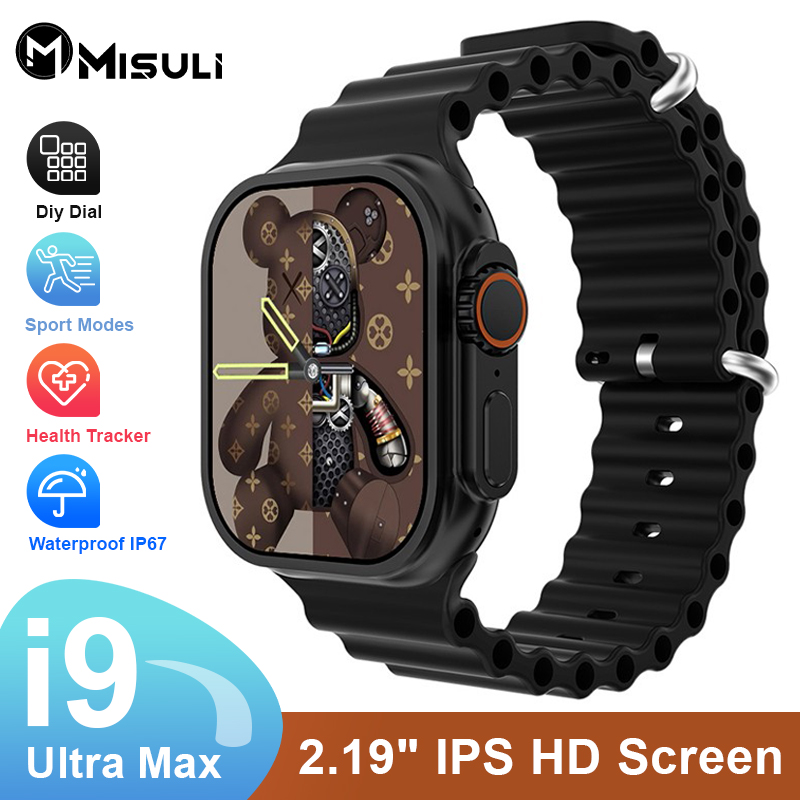 MISULI
Diy Dial
Sport Modes
Health Tracker
Waterproof IP67
i9
Ultra Max
2.19" IPS HD Screen